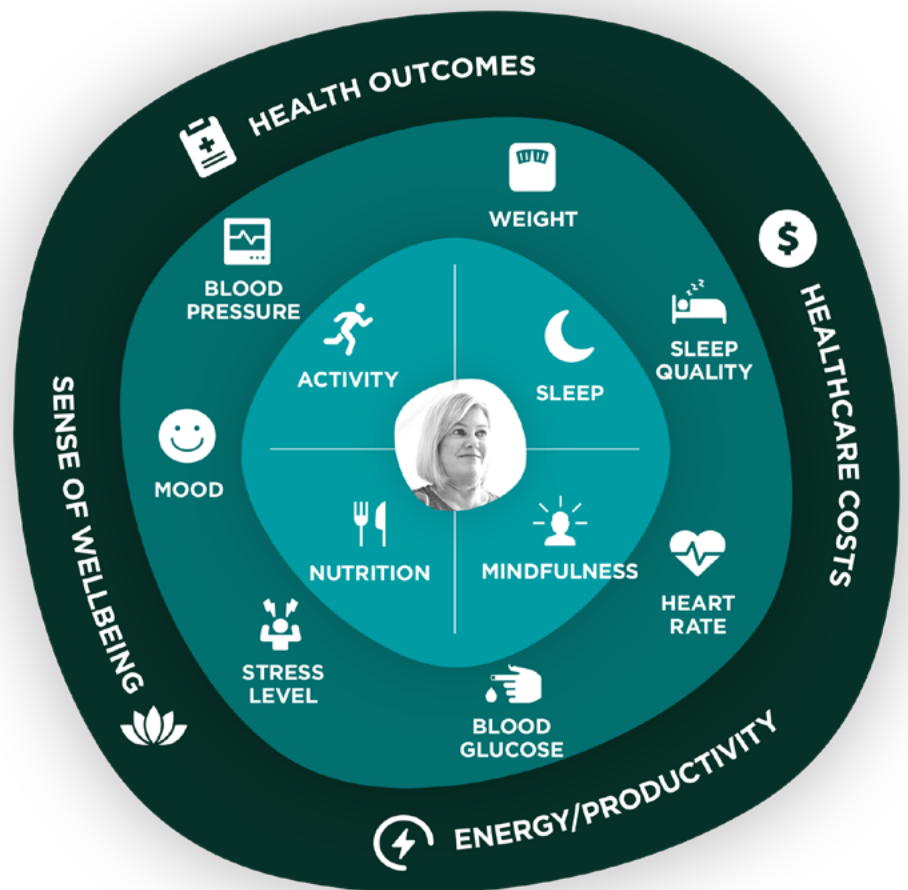 HEALTH OUTCOMES
WEIGHT
$
BLOOD
PRESSURE
HEALTHCARE COSTS
SLEEP
QUALITY
ACTIVITY
SLEEP
SENSE OF WELLBEING
MOOD
NUTRITION
MINDFULNESS
HEART
RATE
STRESS
LEVEL
BLOOD
GLUCOSE
ENERGY/PRODUCTIVITY